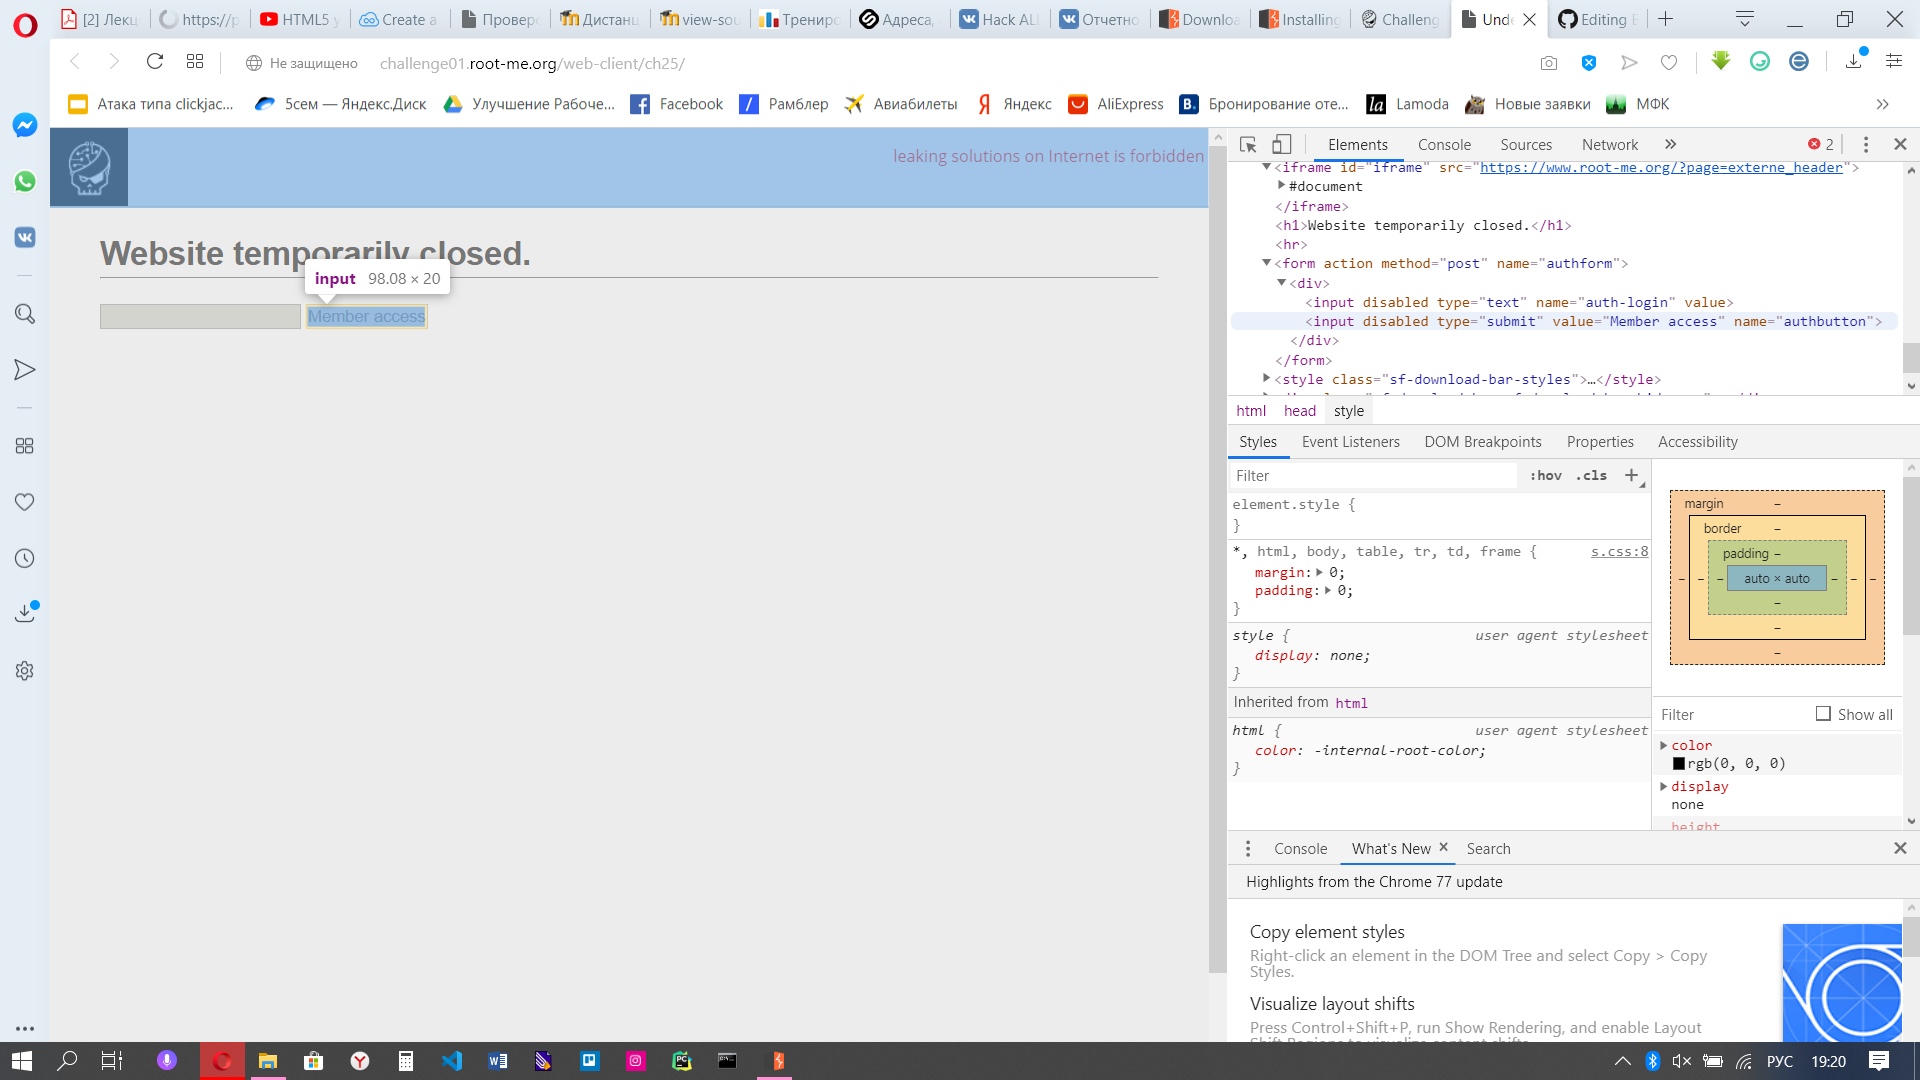 [2] Лекц
https://p
HTML5 y
Create a
Провер
Дистан
view-sou
Трениро
Адреса,
Hack ALL
Отчетно
Downloa
Installing
Challeng
Und
Editing E
Не защищено
challenge01.root-me.org/web-client/ch25/
Атака типа clickjac...
5сем — Яндекс.Диск
Улучшение Рабоче...
Facebook
Рамблер
Авиабилеты
Яндекс
AliExpress
Бронирование оте...
Lamoda
Новые заявки
МФК
leaking solutions on Internet is forbidden
Website temporarily closed.
input 98.08 × 20
Member access
Elements Console Sources Network 2
<iframe id="iframe" src="https://www.root-me.org/?page=externe_header">
#document
</iframe>
<h1>Website temporarily closed.</h1>
<hr>
<form action method="post" name="authform">
<div>
<input disabled type="text" name="auth-login" value>
<input disabled type="submit" value="Member access" name="authbutton">
</div>
</form>
<style class="sf-download-bar-styles">…</style>
html head style
Styles Event Listeners DOM Breakpoints Properties Accessibility
Filter :hov .cls +
element.style {
}
*, html, body, table, tr, td, frame { s.css:8
margin: 0;
padding: 0;
}
style { user agent stylesheet
display: none;
}
Inherited from html
html { user agent stylesheet
color: -internal-root-color;
}
margin –
border –
padding –
– – – auto × auto – – –
–
–
–
Filter Show all
color
rgb(0, 0, 0)
display
none
height
Console What's New Search
Highlights from the Chrome 77 update
Copy element styles
Right-click an element in the DOM Tree and select Copy > Copy
Styles.
Visualize layout shifts
Press Control+Shift+P, run Show Rendering, and enable Layout
Shift Regions to visualize content shifts
РУС 19:20